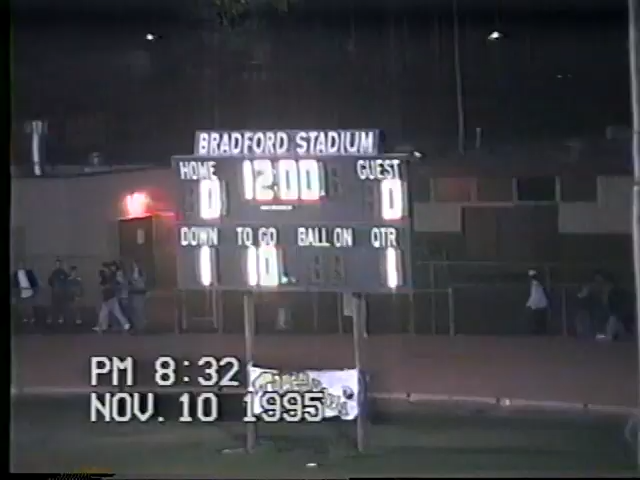 BRADFORD STADIUM
HOME 12:00 GUEST
0 0
DOWN TO GO BALL ON QTR
1 10 1
PM 8:32
NOV. 10 1995